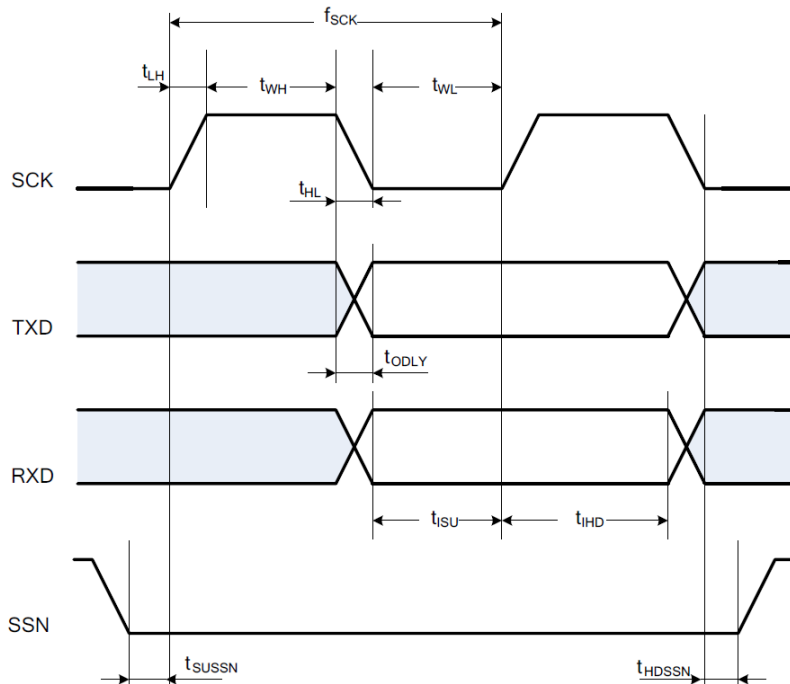 fSCK
tLH
tWH
tWL
SCK
tHL
TXD
tODLY
RXD
tISU
tIHD
SSN
tSUSSN
tHDSSN